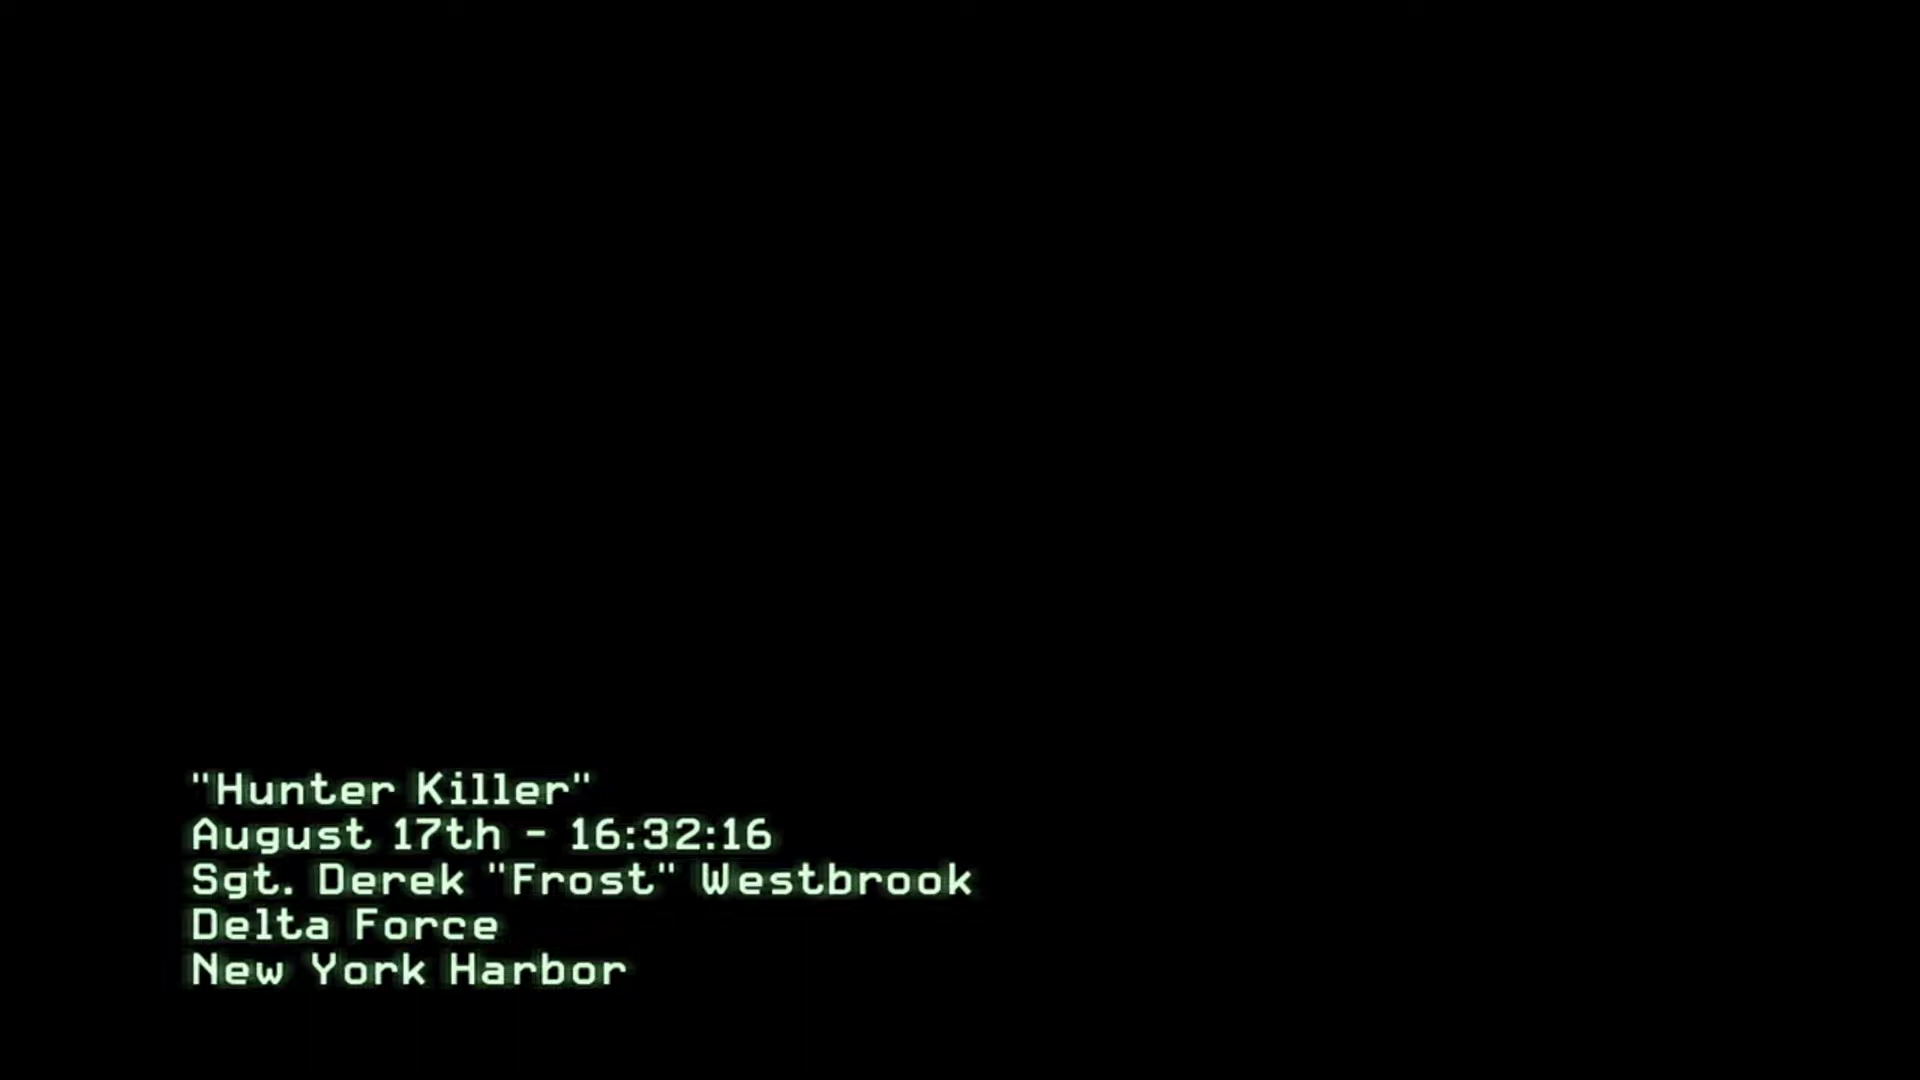 "Hunter Killer"
August 17th - 16:32:16
Sgt. Derek "Frost" Westbrook
Delta Force
New York Harbor